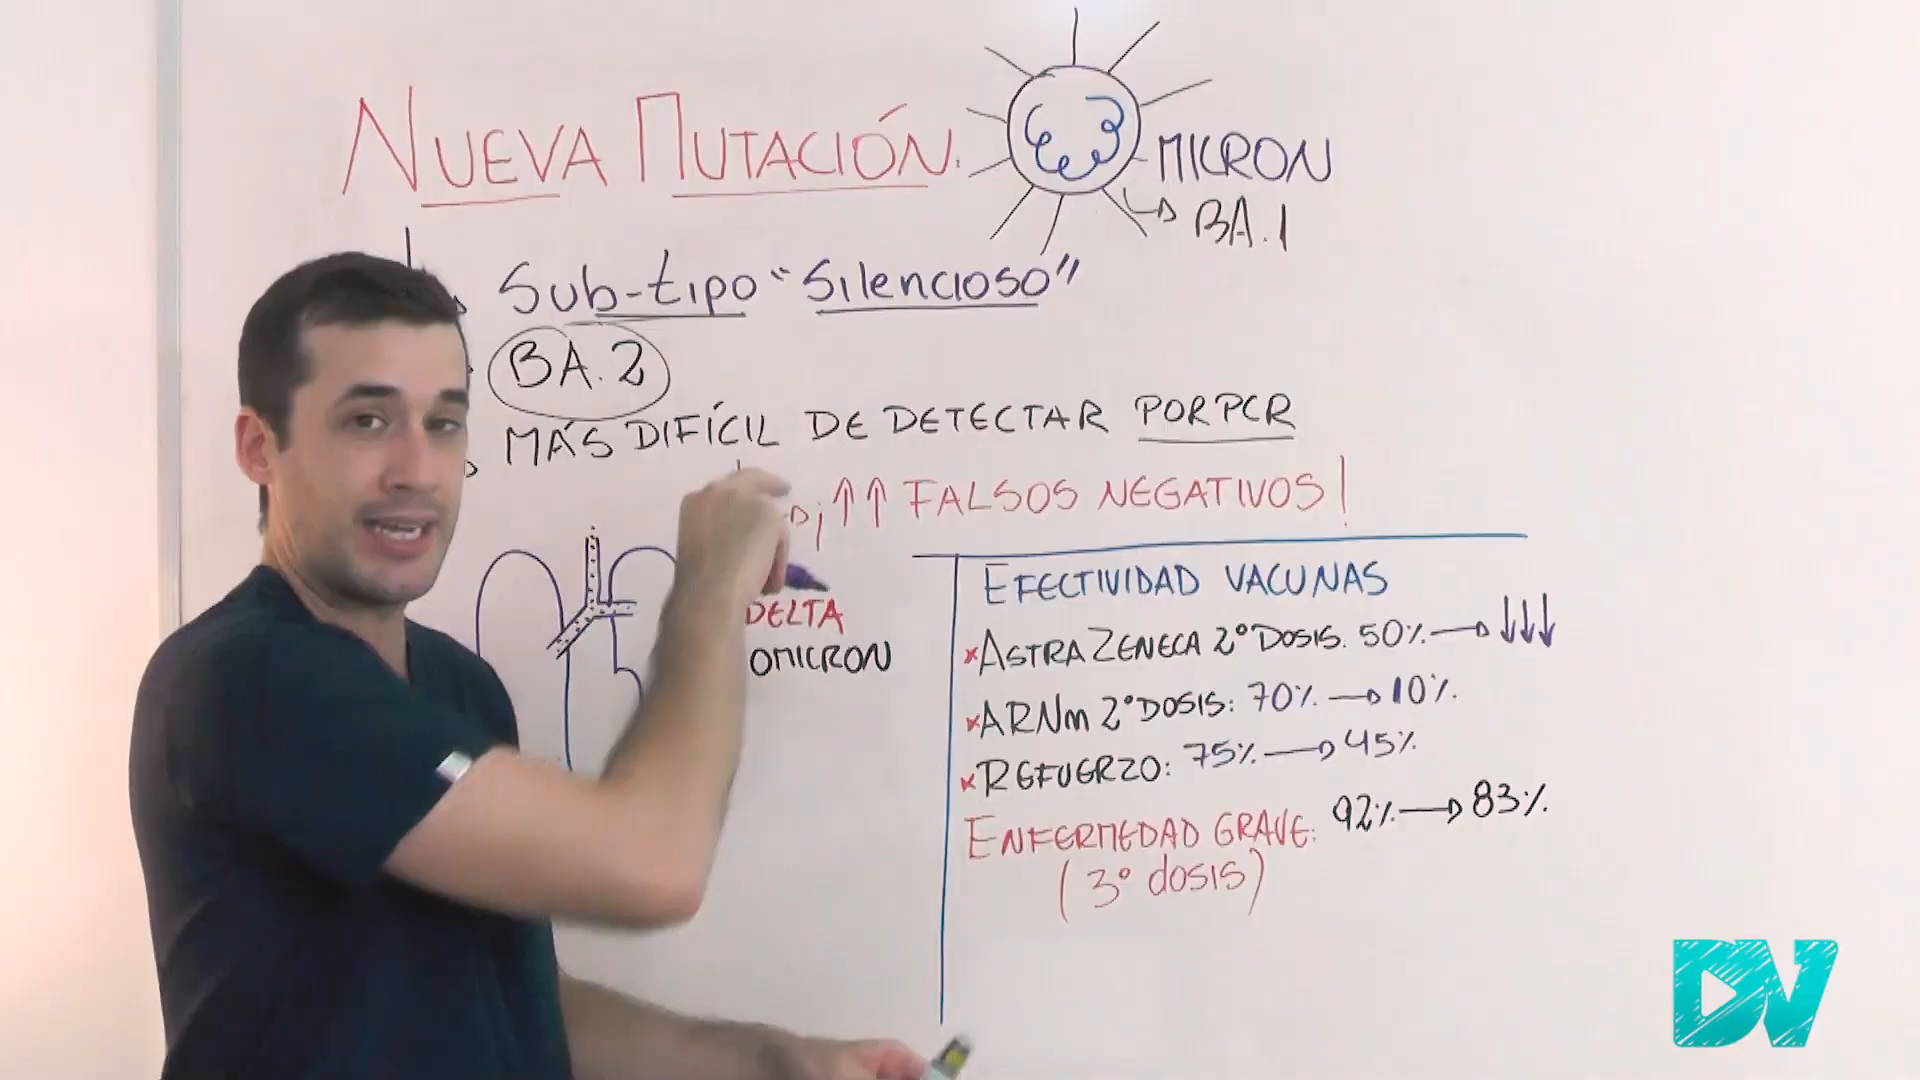 NUEVA MUTACIÓN.
OMICRON
BA.1
Sub-tipo "Silencioso"
BA.2
MÁS DIFÍCIL DE DETECTAR POR PCR
¡↑↑ FALSOS NEGATIVOS!
DELTA
OMICRON
EFECTIVIDAD VACUNAS
×ASTRA ZENECA 2° DOSIS. 50% → ↓↓↓
×ARNm 2° DOSIS: 70% → 10%.
×REFUERZO: 75% → 45%
ENFERMEDAD GRAVE: 92% → 83%.
(3° dosis)
DV